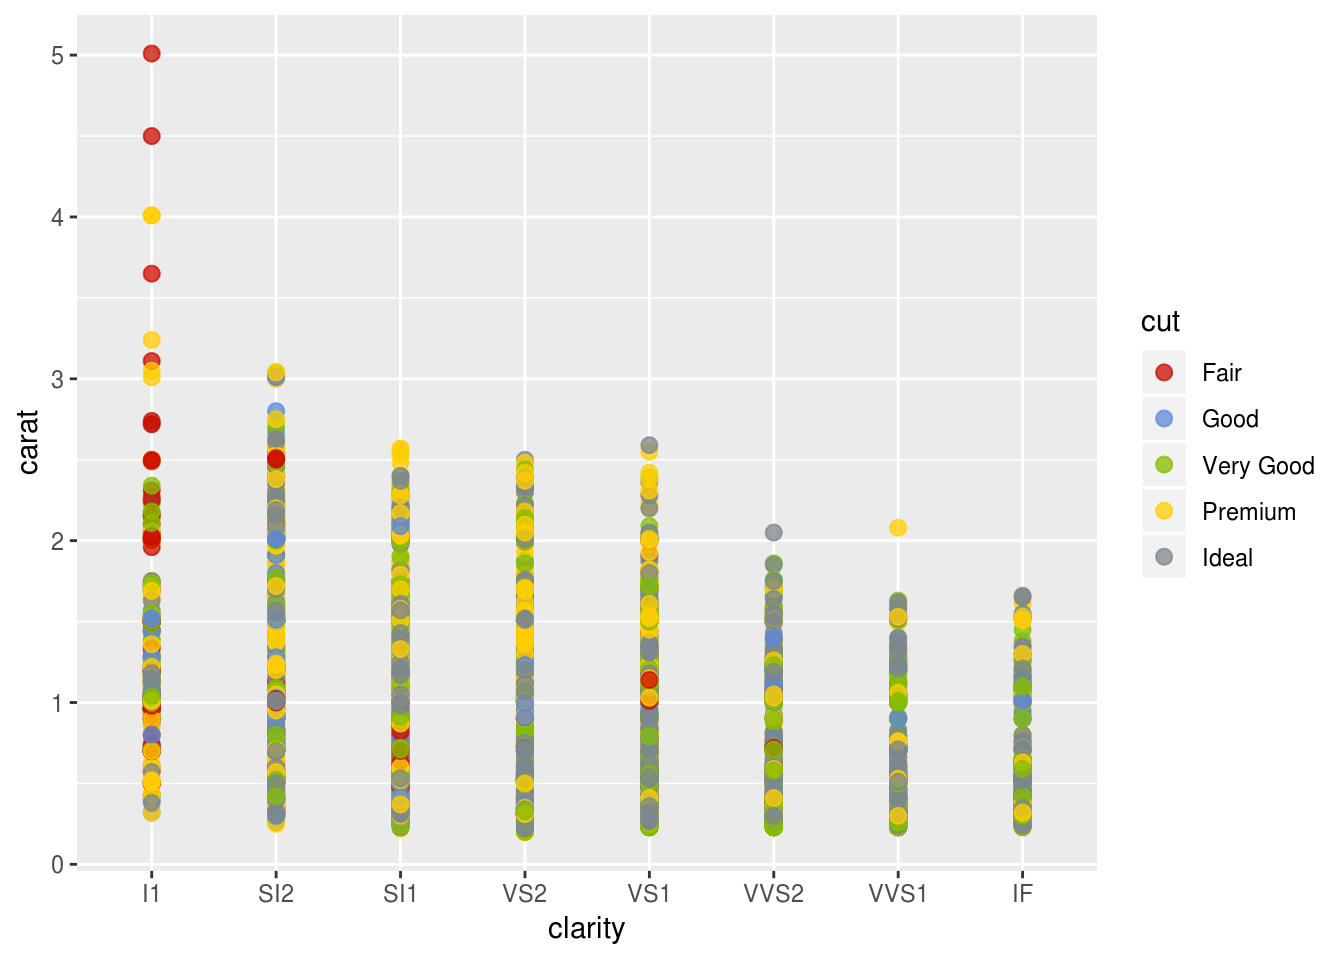 5
4
3
2
1
0
carat
I1 SI2 SI1 VS2 VS1 VVS2 VVS1 IF
clarity
cut
Fair
Good
Very Good
Premium
Ideal